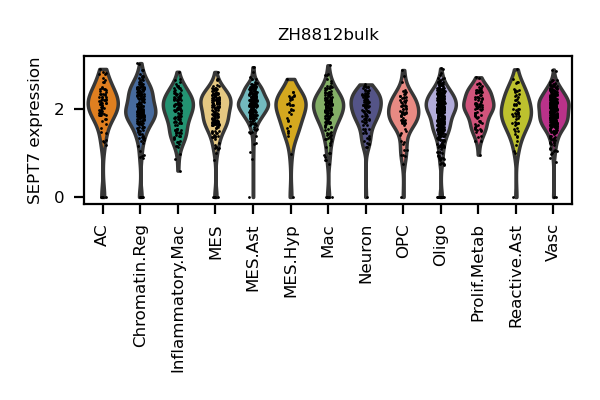 ZH8812bulk
SEPT7 expression
2
0
AC
Chromatin.Reg
Inflammatory.Mac
MES
MES.Ast
MES.Hyp
Mac
Neuron
OPC
Oligo
Prolif.Metab
Reactive.Ast
Vasc